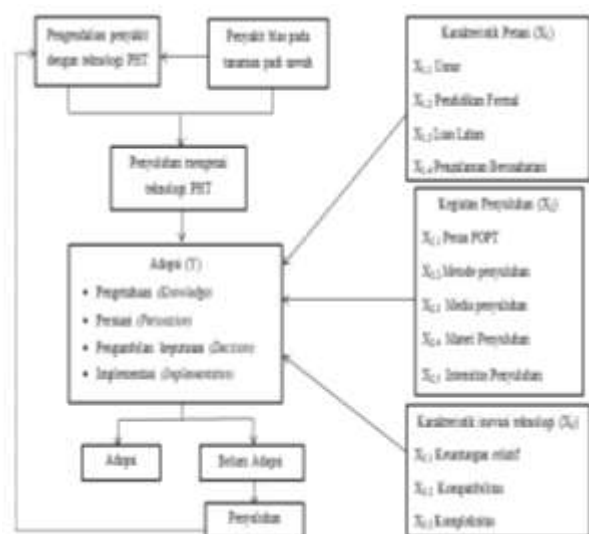 Pengendalian penyakit
dengan teknologi PHT
Penyakit blas pada
tanaman padi sawah
Penyuluhan mengenai
teknologi PHT
Adopsi (Y)
• Pengetahuan (Knowledge)
• Persuasi (Persuasion)
• Pengambilan keputusan (Decision)
• Implementasi (Implementation)
Adopsi
Belum Adopsi
Penyuluhan
Karakteristik Petani (X₁)
X₁.₁ Umur
X₁.₂ Pendidikan Formal
X₁.₃ Luas Lahan
X₁.₄ Pengalaman Berusahatani
Kegiatan Penyuluhan (X₂)
X₂.₁ Peran POPT
X₂.₂ Metode penyuluhan
X₂.₃ Media penyuluhan
X₂.₄ Materi Penyuluhan
X₂.₅ Intensitas Penyuluhan
Karakteristik inovasi teknologi (X₃)
X₃.₁ Keuntungan relatif
X₃.₂ Kompatibilitas
X₃.₃ Kompleksitas